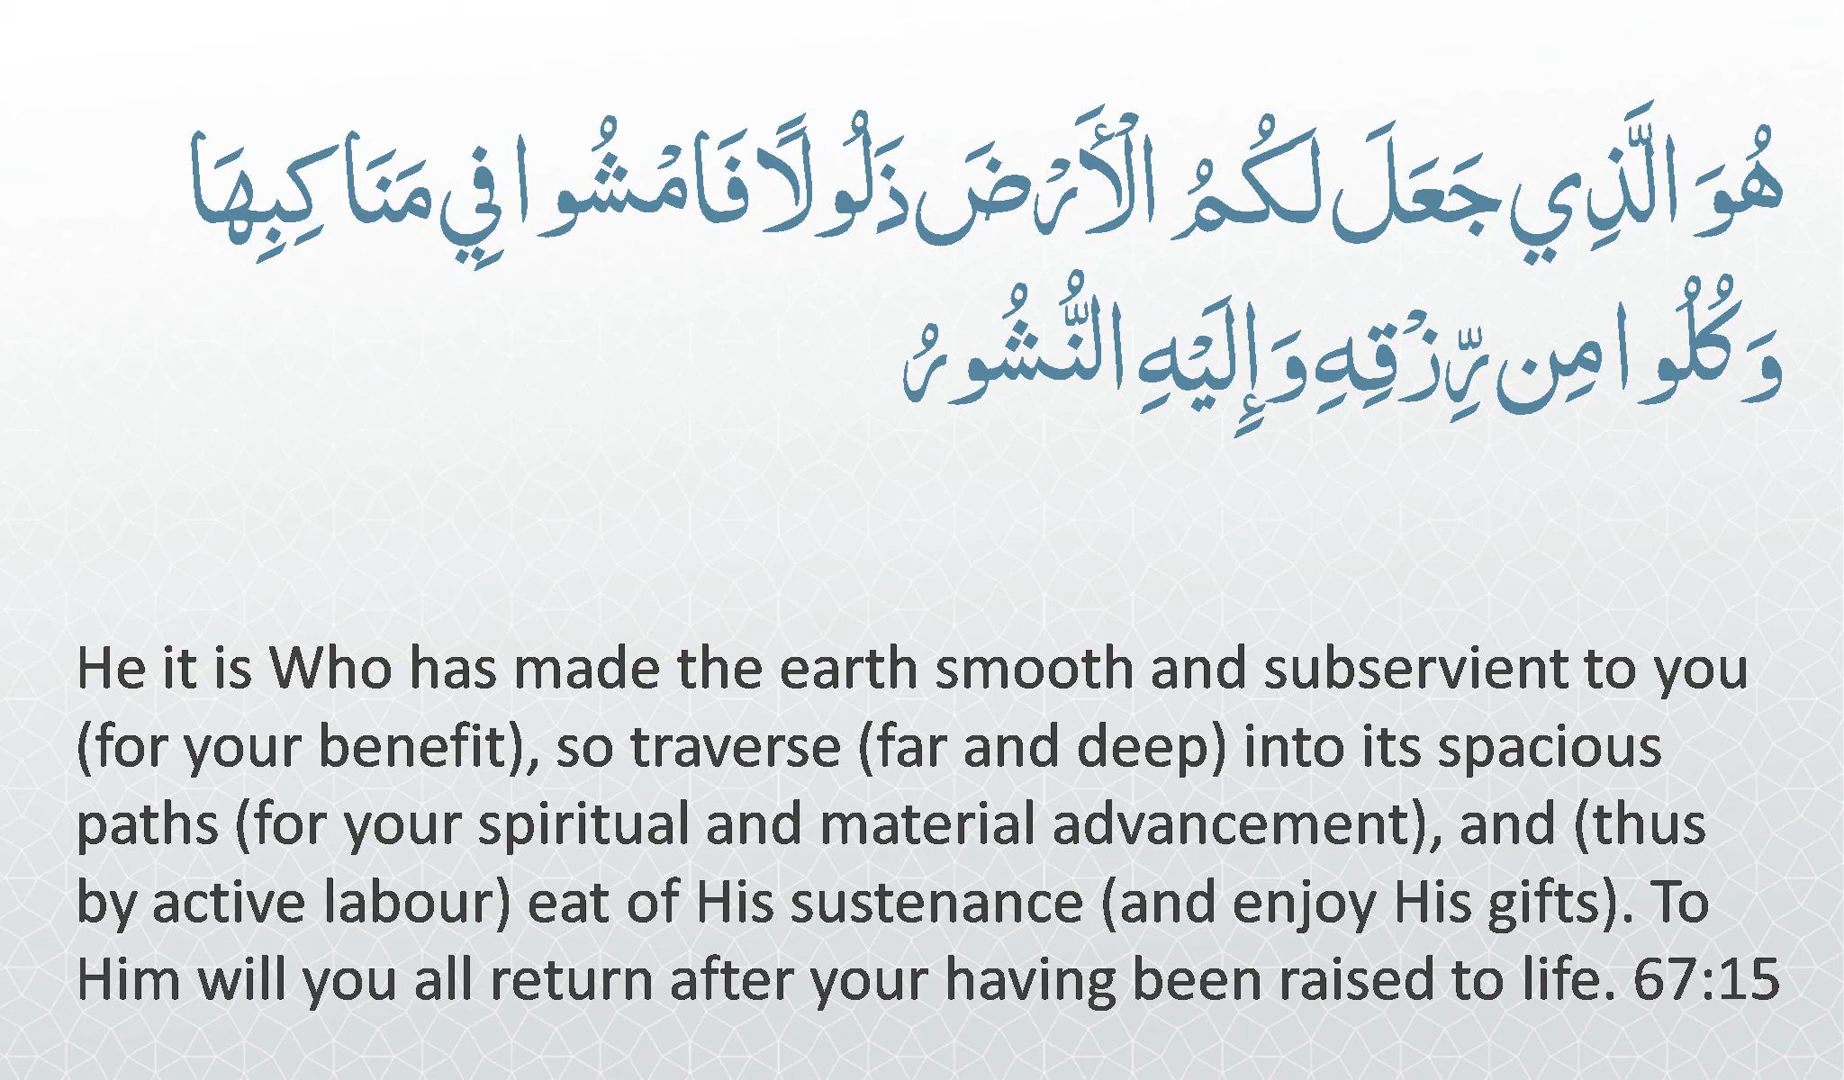 هُوَ الَّذِي جَعَلَ لَكُمُ الْأَرْضَ ذَلُولًا فَامْشُوا فِي مَنَاكِبِهَا
وَكُلُوا مِن رِّزْقِهِ وَإِلَيْهِ النُّشُورُ
He it is Who has made the earth smooth and subservient to you
(for your benefit), so traverse (far and deep) into its spacious
paths (for your spiritual and material advancement), and (thus
by active labour) eat of His sustenance (and enjoy His gifts). To
Him will you all return after your having been raised to life. 67:15